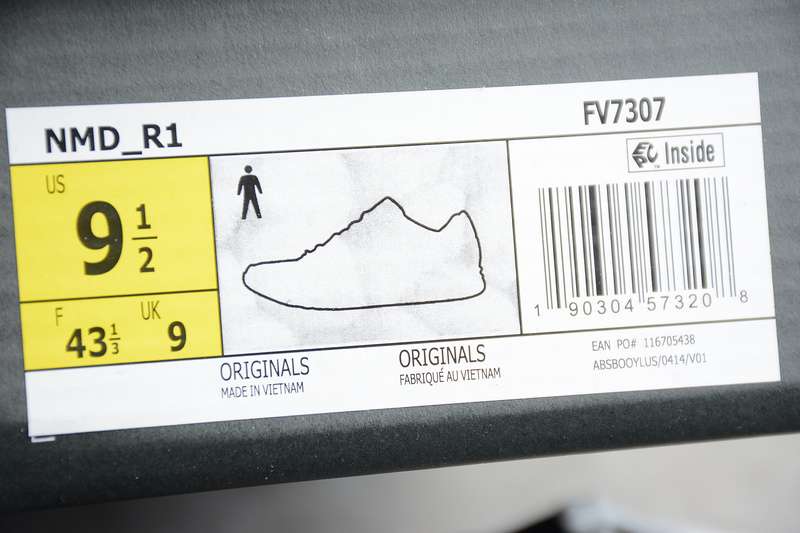 NMD_R1
FV7307
US
9 1/2
F
43 1/3
UK
9
EPC™ Inside
1 90304 57320 8
ORIGINALS
MADE IN VIETNAM
ORIGINALS
FABRIQUÉ AU VIETNAM
EAN PO# 116705438
ABSBOOYLUS/0414/V01